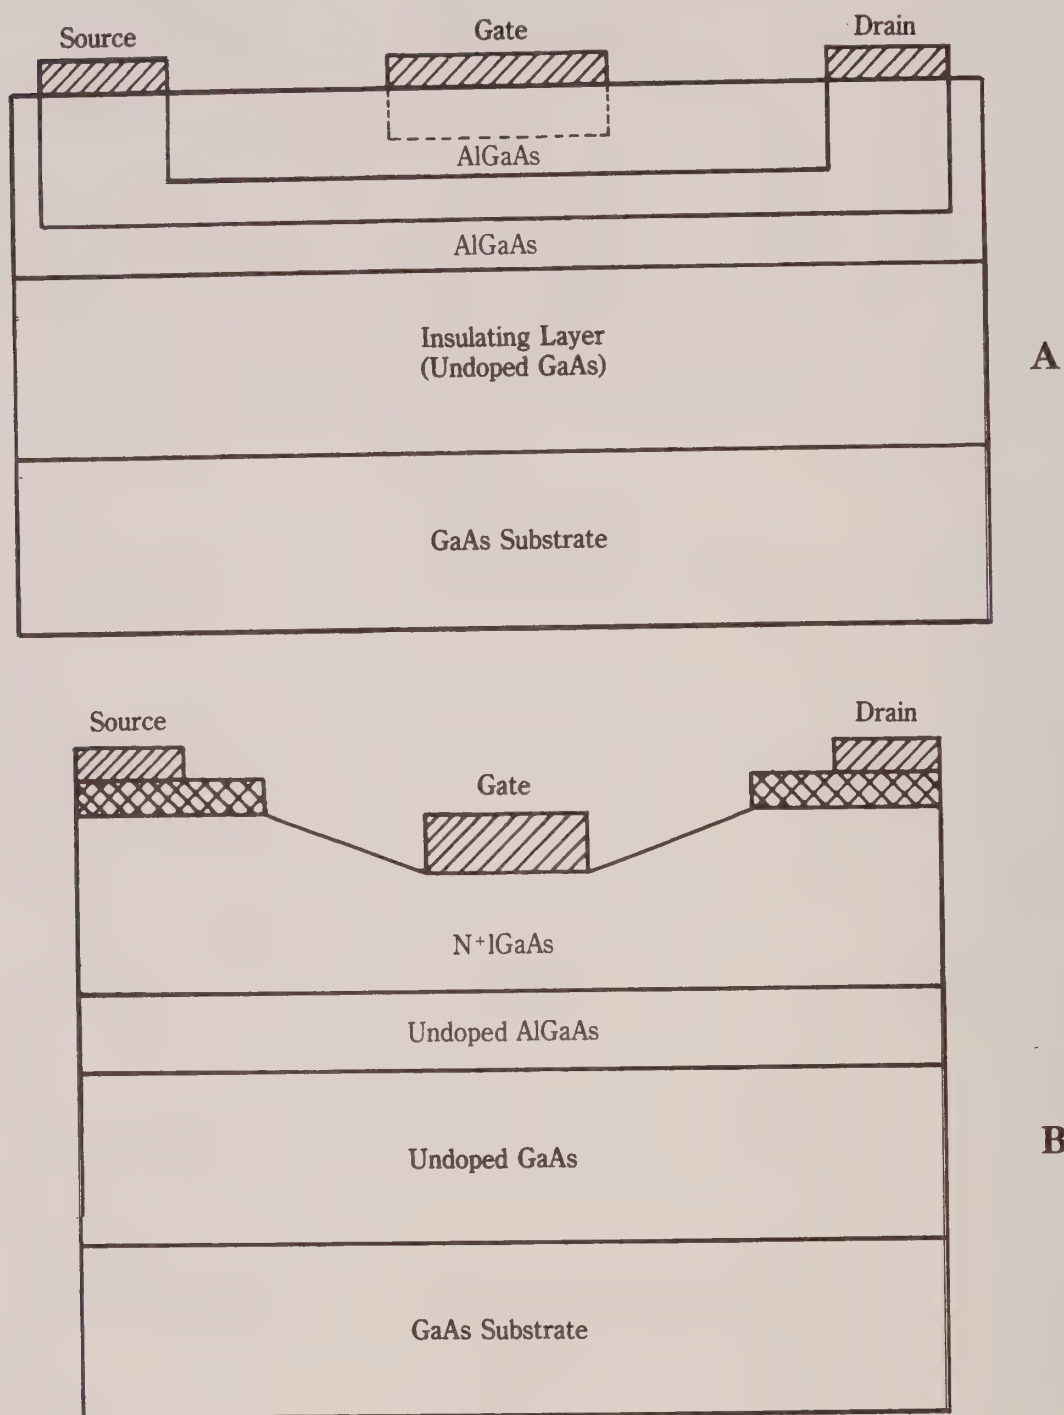 Source
Gate
Drain
AlGaAs
AlGaAs
Insulating Layer
(Undoped GaAs)
A
GaAs Substrate
Source
Drain
Gate
N⁺lGaAs
Undoped AlGaAs
Undoped GaAs
B
GaAs Substrate